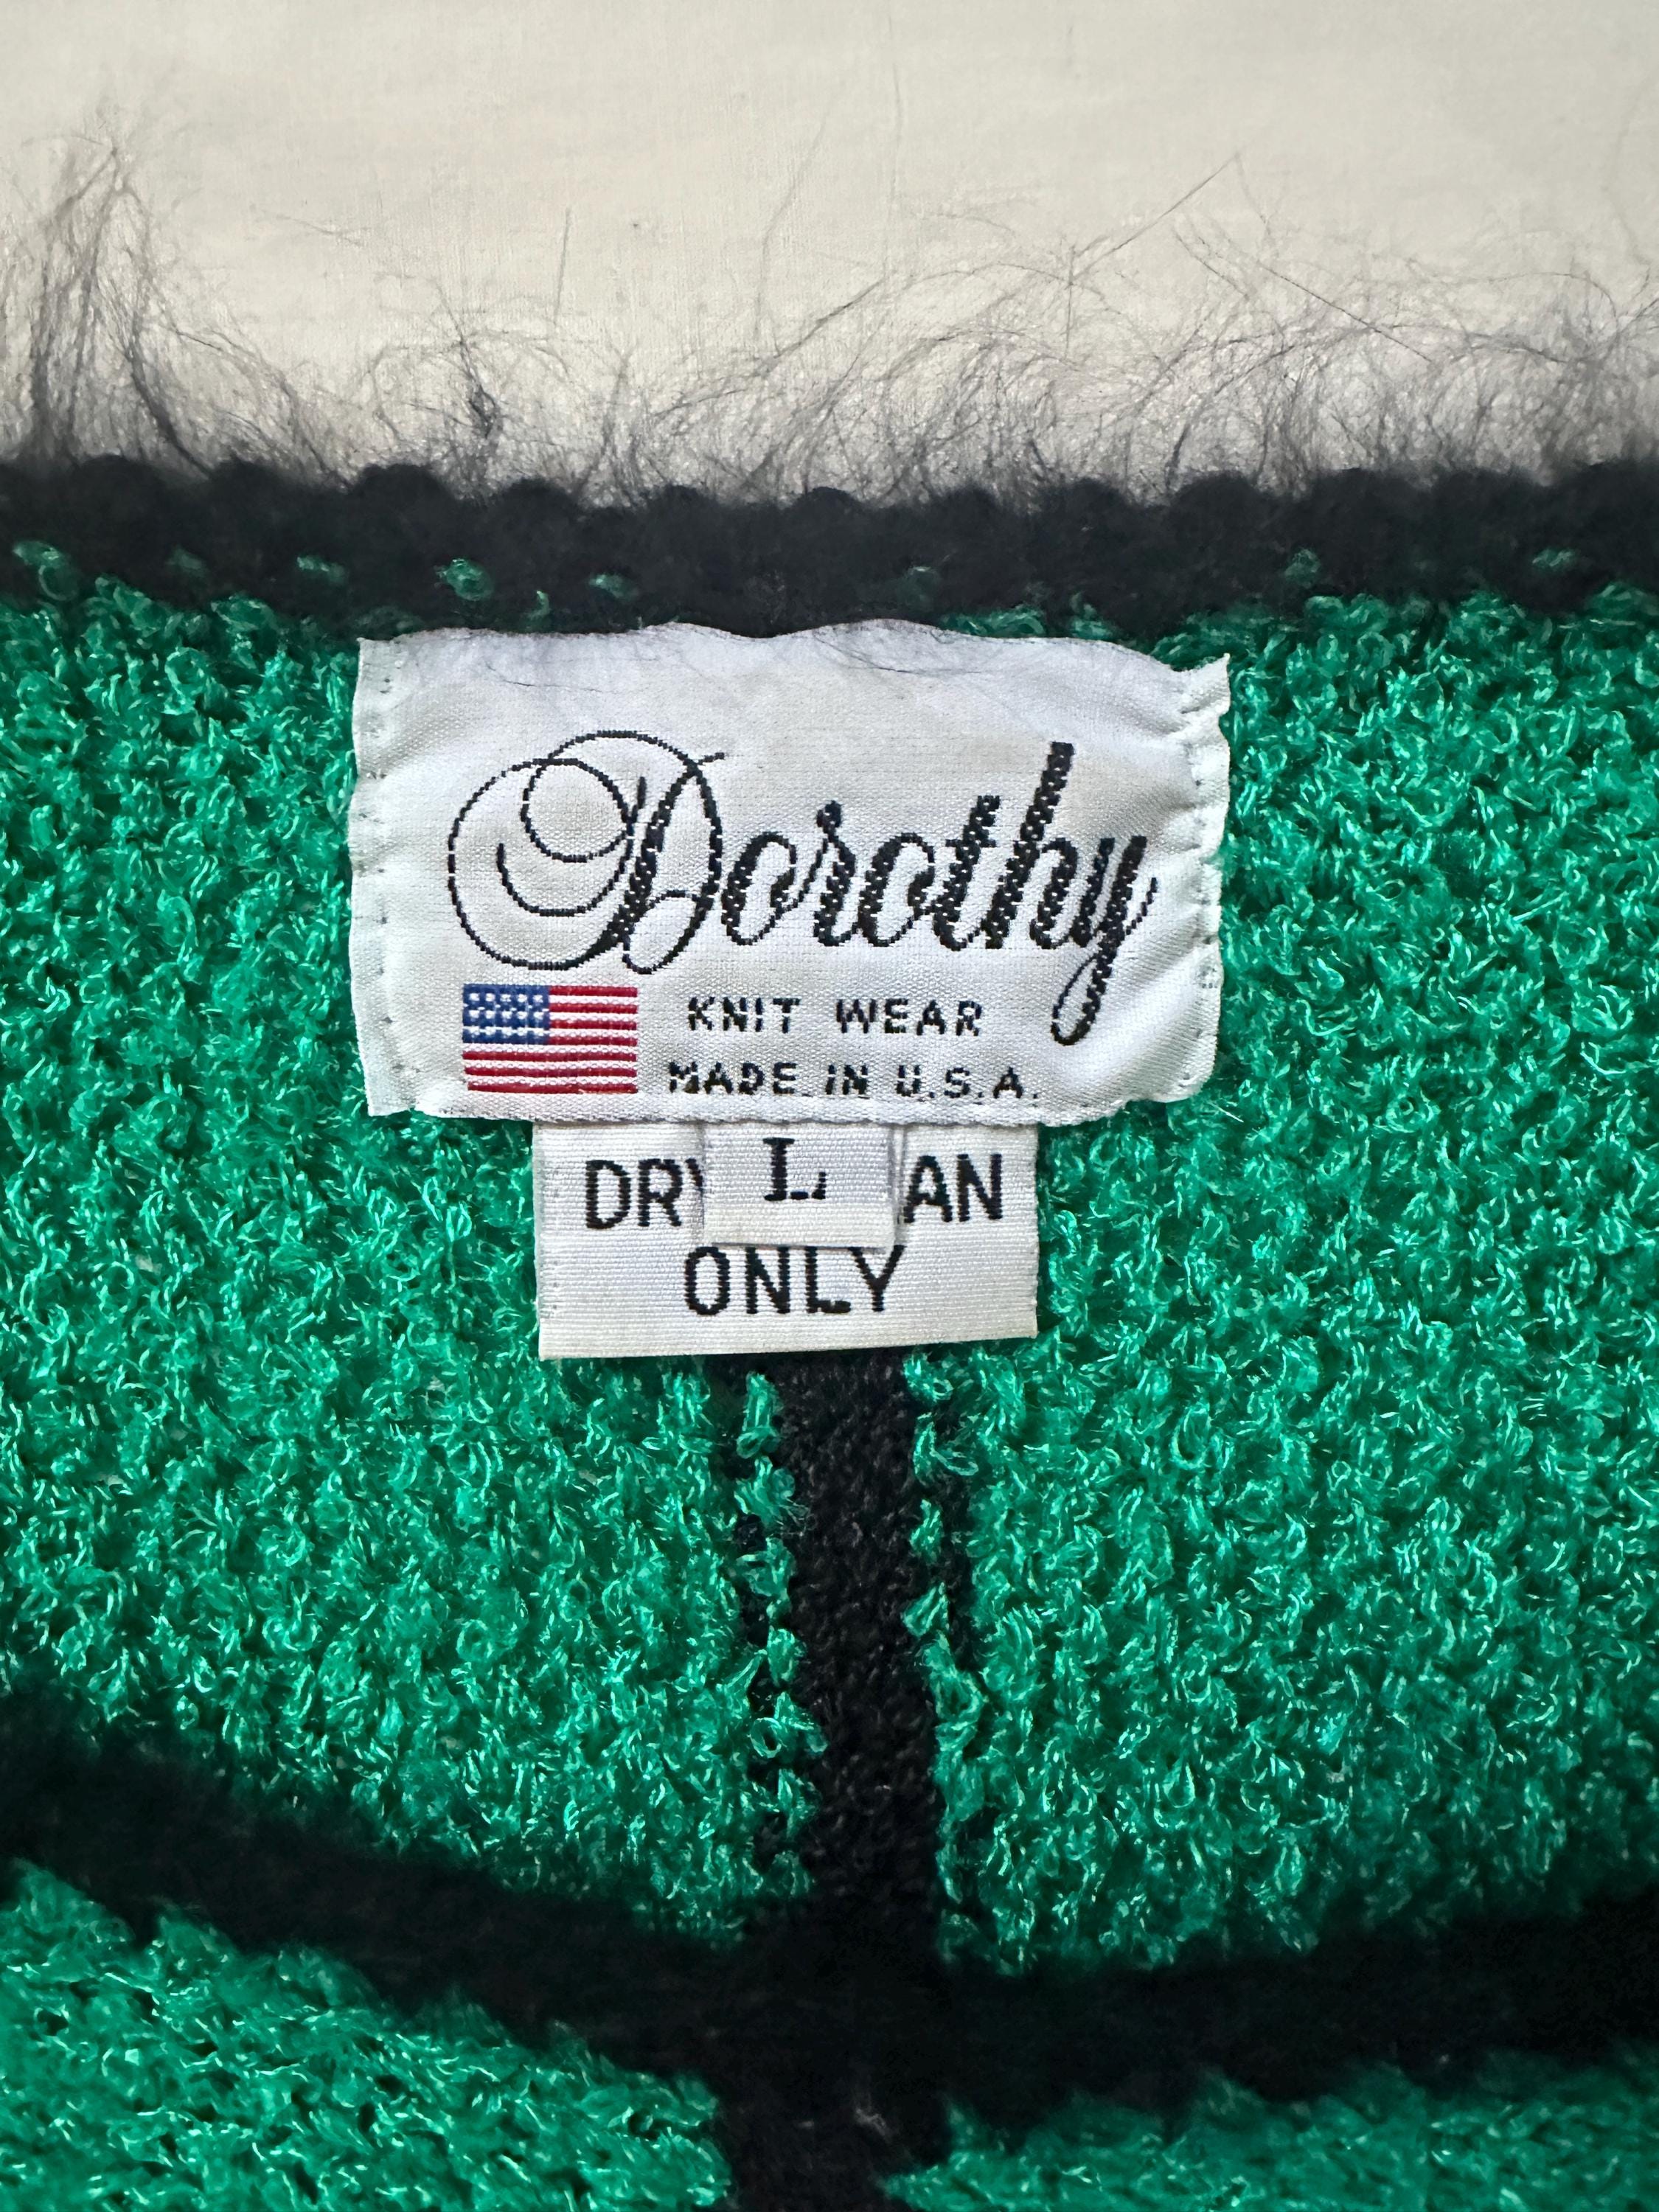 Dorothy
KNIT WEAR
MADE IN U.S.A.
L
DRY AN
ONLY